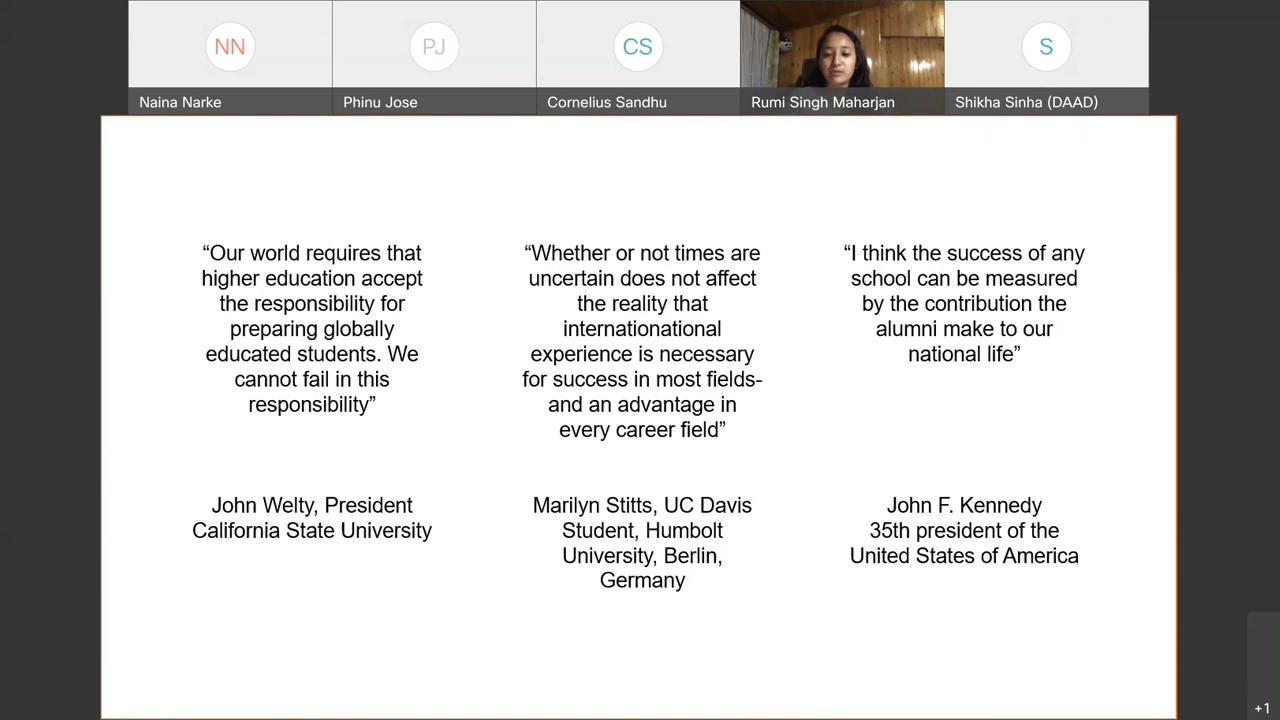 NN
PJ
CS
S
Naina Narke
Phinu Jose
Cornelius Sandhu
Rumi Singh Maharjan
Shikha Sinha (DAAD)
“Our world requires that
higher education accept
the responsibility for
preparing globally
educated students. We
cannot fail in this
responsibility”
John Welty, President
California State University
“Whether or not times are
uncertain does not affect
the reality that
internationational
experience is necessary
for success in most fields-
and an advantage in
every career field”
Marilyn Stitts, UC Davis
Student, Humbolt
University, Berlin,
Germany
“I think the success of any
school can be measured
by the contribution the
alumni make to our
national life”
John F. Kennedy
35th president of the
United States of America
+1